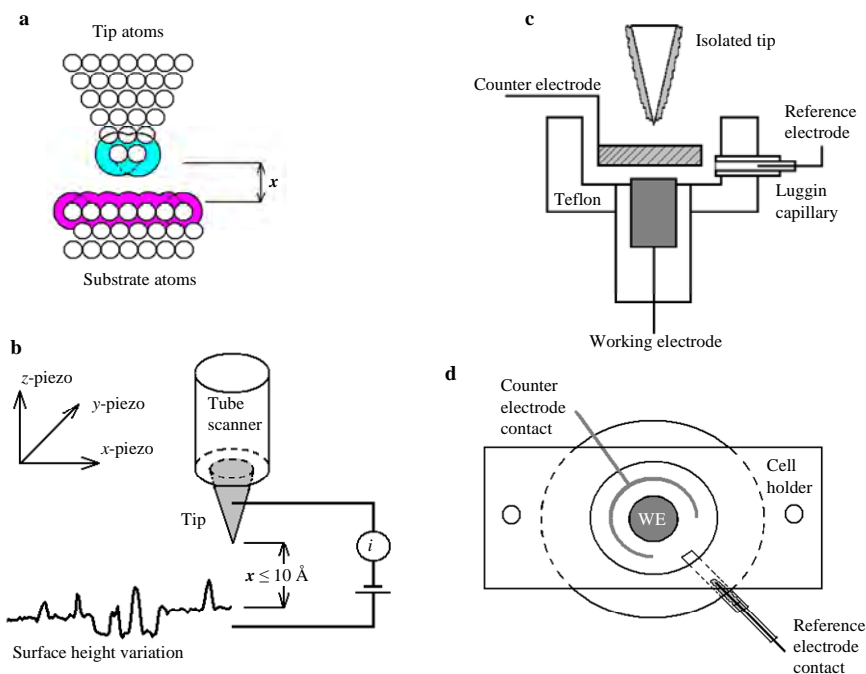 a
Tip atoms
x
Substrate atoms
b
z-piezo
y-piezo
x-piezo
Tube
scanner
Tip
i
x ≤ 10 Å
Surface height variation
c
Isolated tip
Counter electrode
Reference
electrode
Teflon
Luggin
capillary
Working electrode
d
Counter
electrode
contact
Cell
holder
WE
Reference
electrode
contact